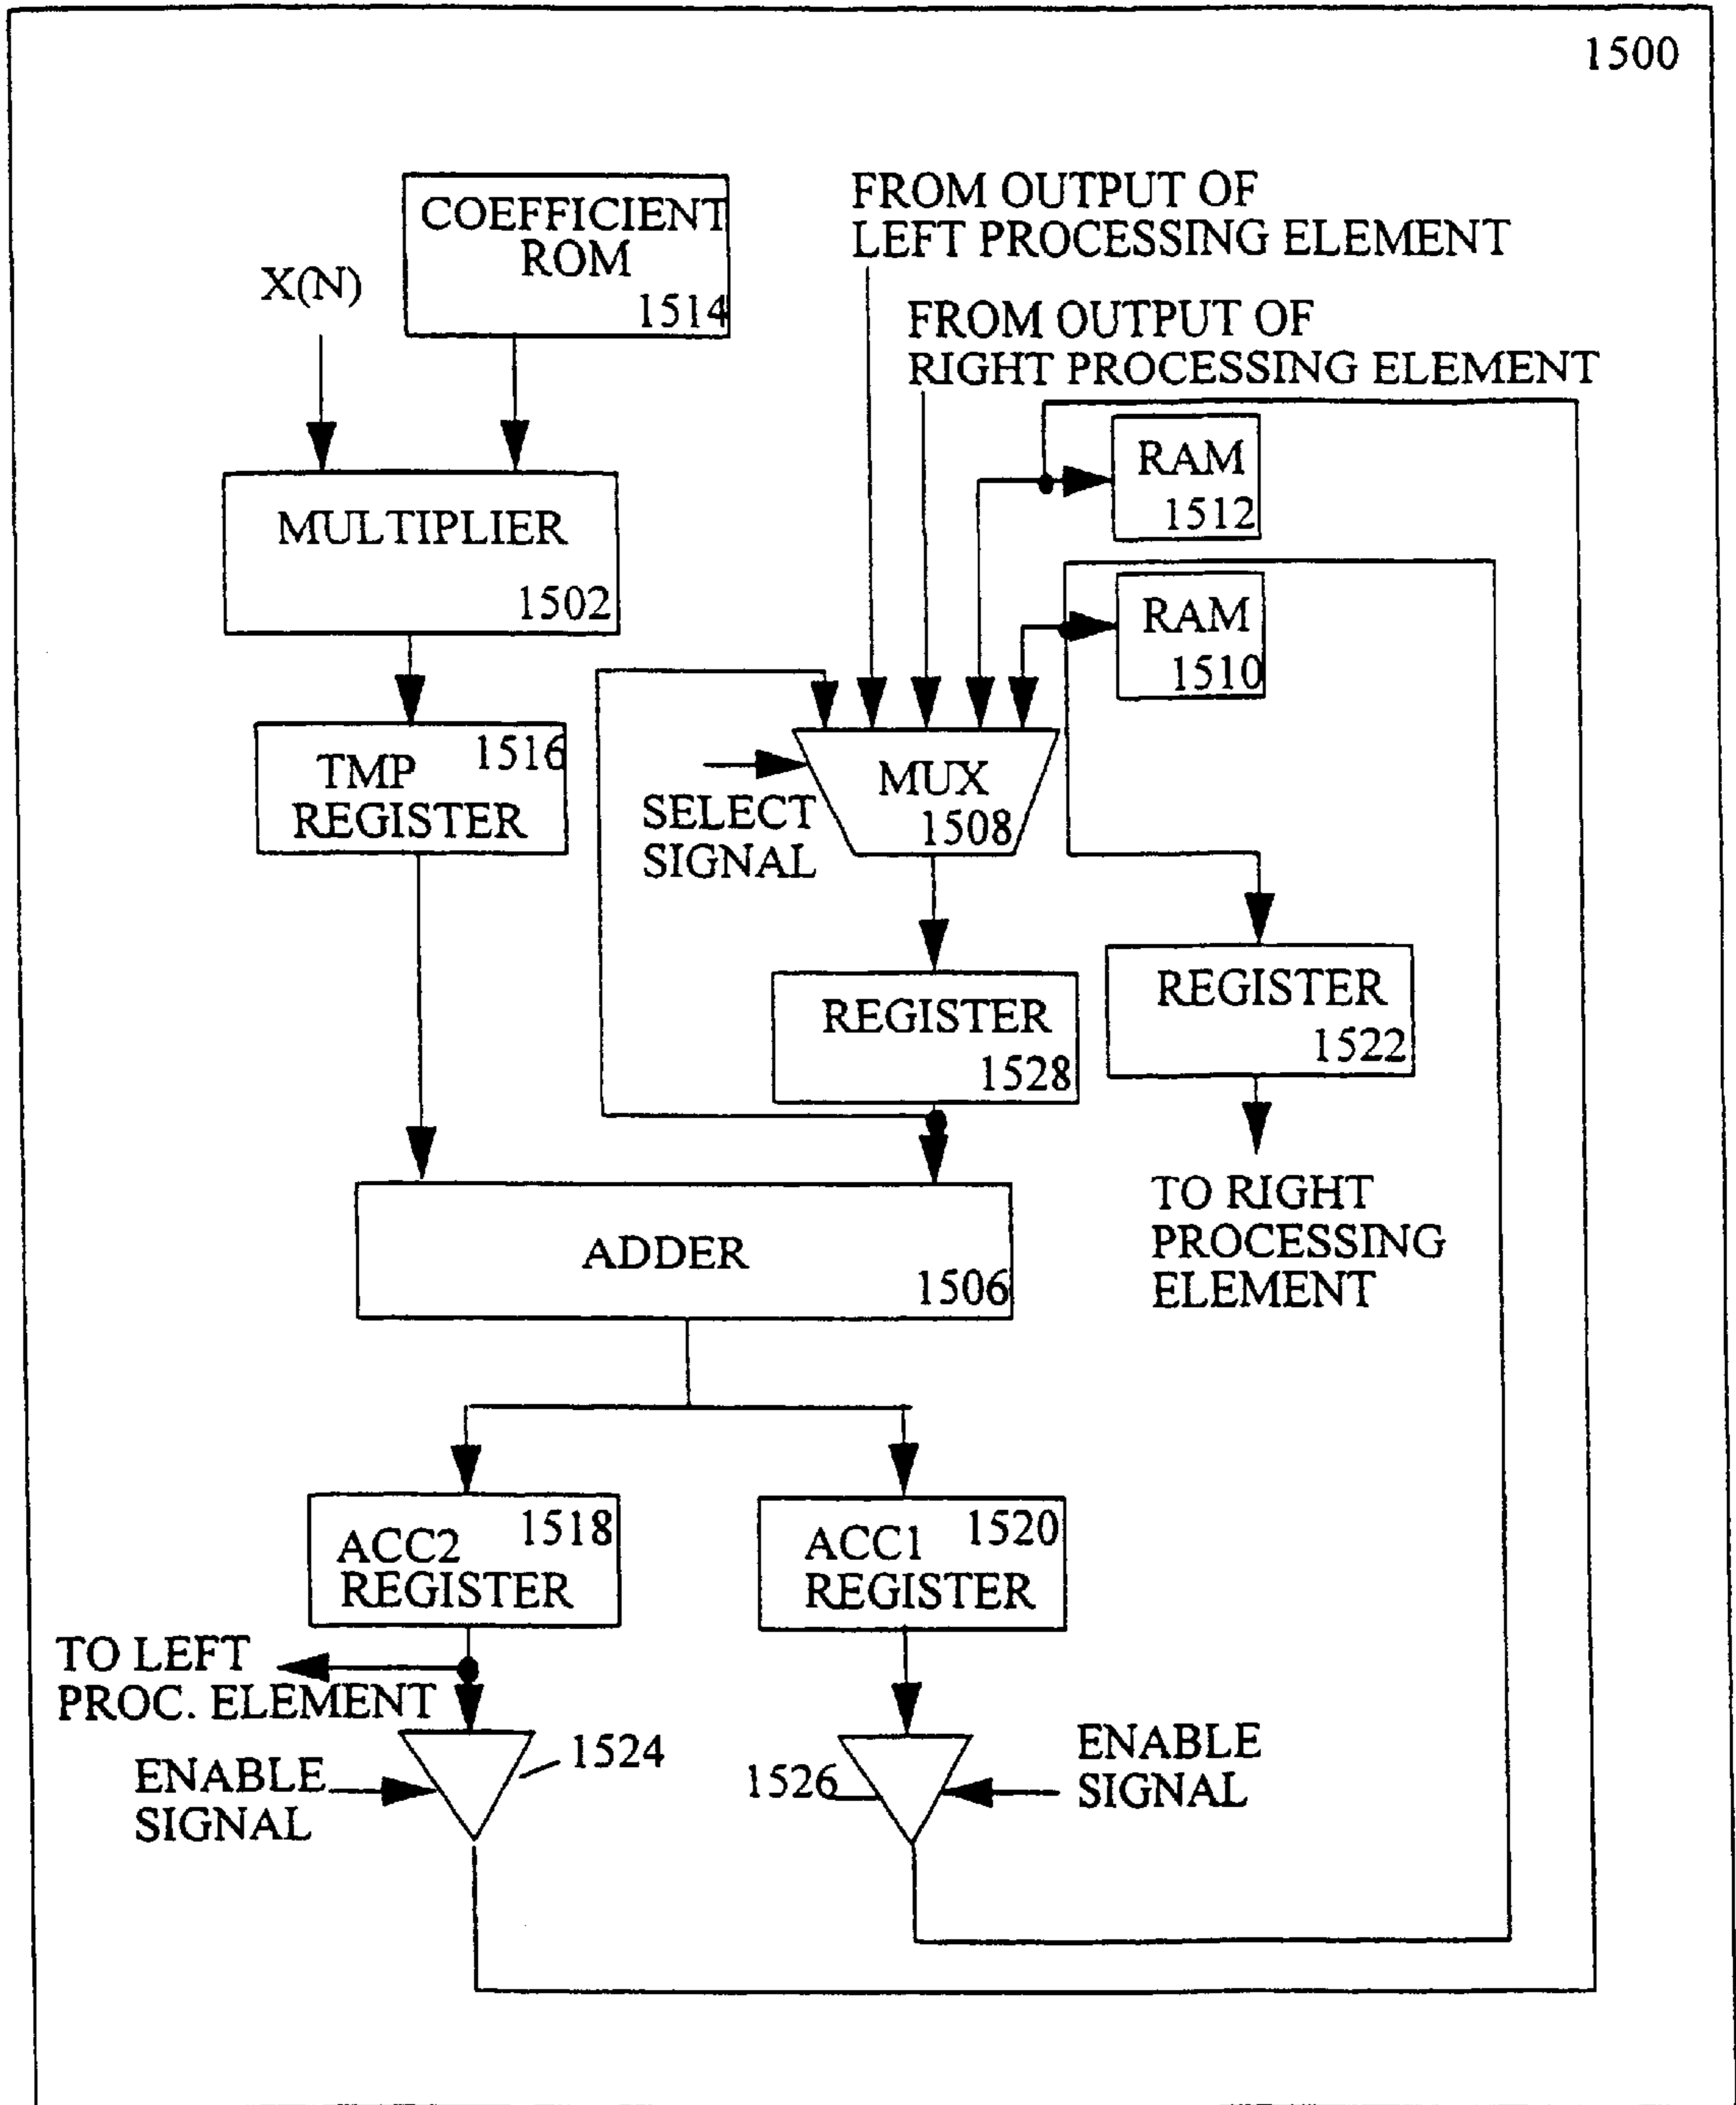 1500
COEFFICIENT
ROM
1514
X(N)
FROM OUTPUT OF
LEFT PROCESSING ELEMENT
FROM OUTPUT OF
RIGHT PROCESSING ELEMENT
RAM
1512
MULTIPLIER
1502
RAM
1510
1516
TMP
REGISTER
SELECT
SIGNAL
MUX
1508
REGISTER
1528
REGISTER
1522
TO RIGHT
PROCESSING
ELEMENT
ADDER
1506
1518
ACC2
REGISTER
1520
ACC1
REGISTER
TO LEFT
PROC. ELEMENT
ENABLE
SIGNAL
1524
1526
ENABLE
SIGNAL